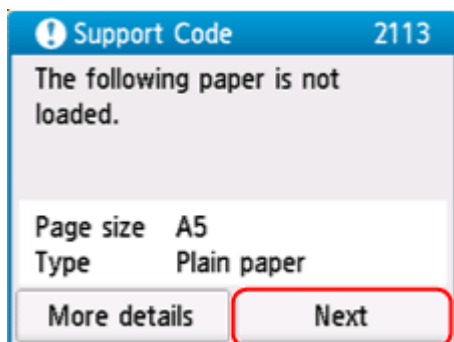 Support Code 2113
The following paper is not
loaded.
Page size A5
Type Plain paper
More details Next